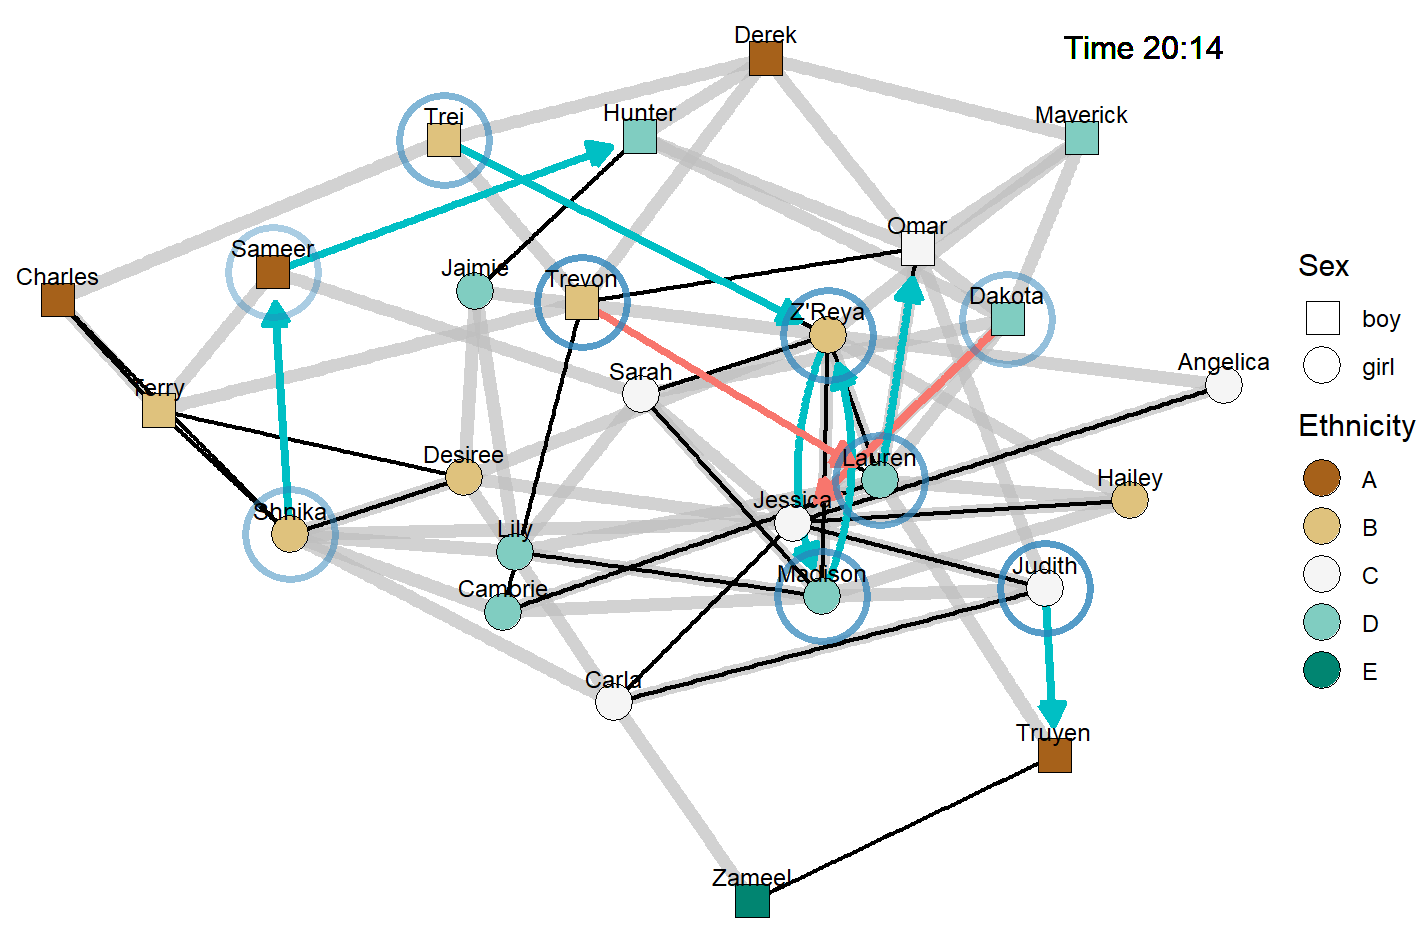 Derek
Time 20:14
Trei
Hunter
Maverick
Omar
Sameer
Charles
Jaimie
Trevon
Dakota
Z'Reya
Angelica
Sarah
Terry
Desiree
Lauren
Hailey
Jessica
Shnika
Lily
Madison
Judith
Cambrie
Carla
Truyen
Zameel
Sex
boy
girl
Ethnicity
A
B
C
D
E